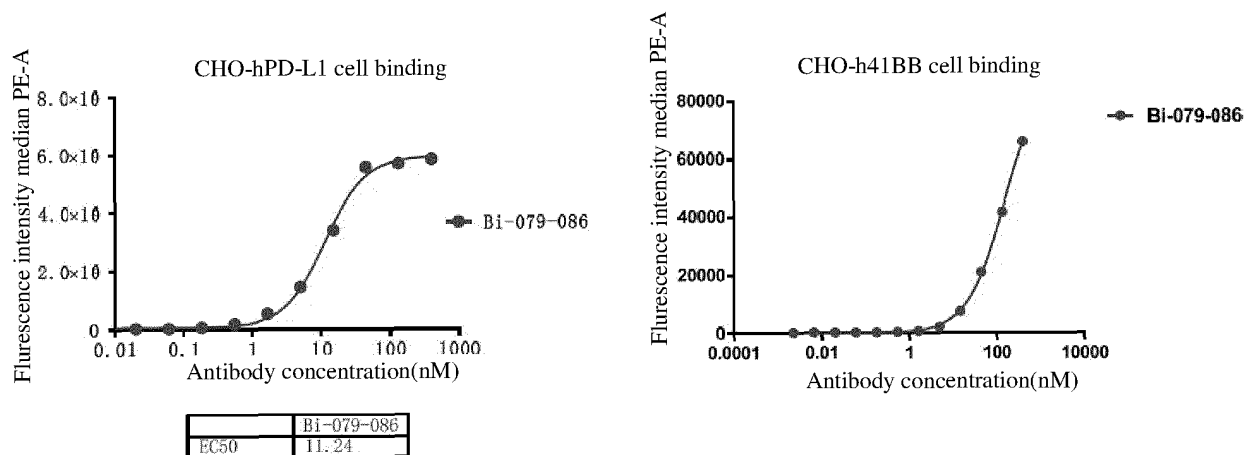 CHO-hPD-L1 cell binding
Flurescence intensity median PE-A
8.0×10
6.0×10
4.0×10
2.0×10
0
0.01 0.1 1 10 100 1000
Antibody concentration(nM)
Bi-079-086
Bi-079-086
EC50 11.24
CHO-h41BB cell binding
Flurescence intensity median PE-A
80000
60000
40000
20000
0
0.0001 0.01 1 100 10000
Antibody concentration(nM)
Bi-079-086